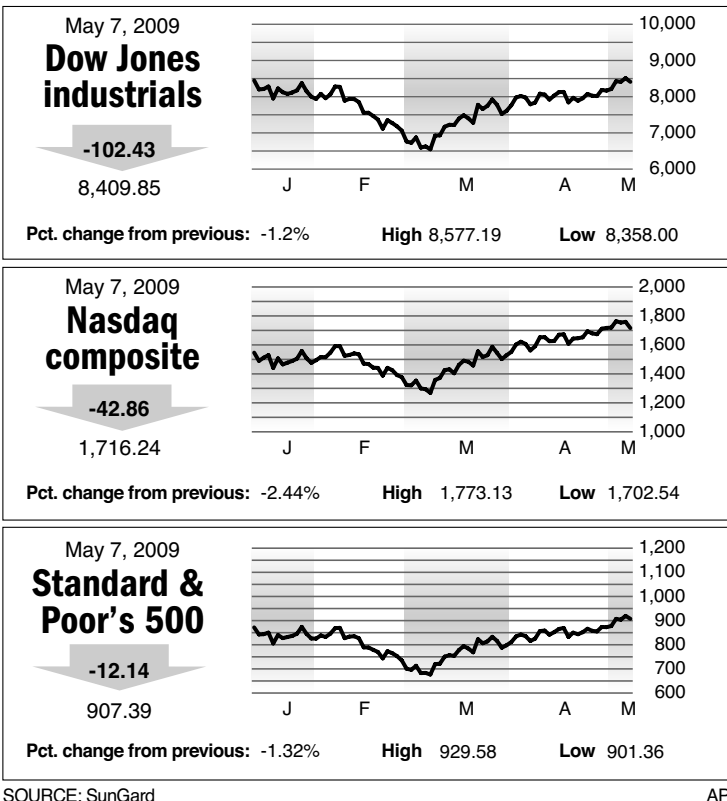 May 7, 2009
Dow Jones
industrials
-102.43
8,409.85
10,000
9,000
8,000
7,000
6,000
J F M A M
Pct. change from previous: -1.2% High 8,577.19 Low 8,358.00
May 7, 2009
Nasdaq
composite
-42.86
1,716.24
2,000
1,800
1,600
1,400
1,200
1,000
J F M A M
Pct. change from previous: -2.44% High 1,773.13 Low 1,702.54
May 7, 2009
Standard &
Poor's 500
-12.14
907.39
1,200
1,100
1,000
900
800
700
600
J F M A M
Pct. change from previous: -1.32% High 929.58 Low 901.36
SOURCE: SunGard AP